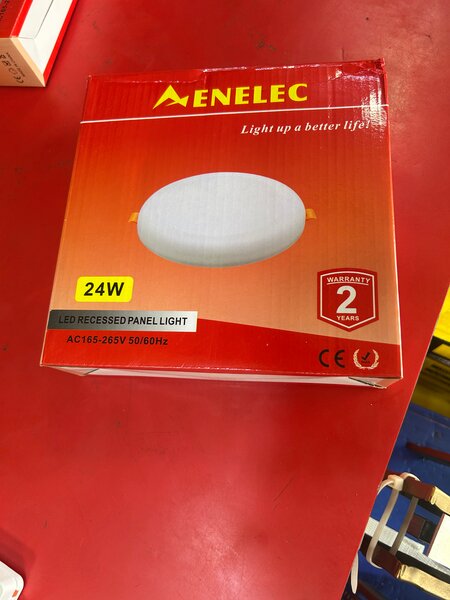 ENELEC
Light up a better life!
24W
LED RECESSED PANEL LIGHT
AC165-265V 50/60Hz
WARRANTY
2
YEARS
CE